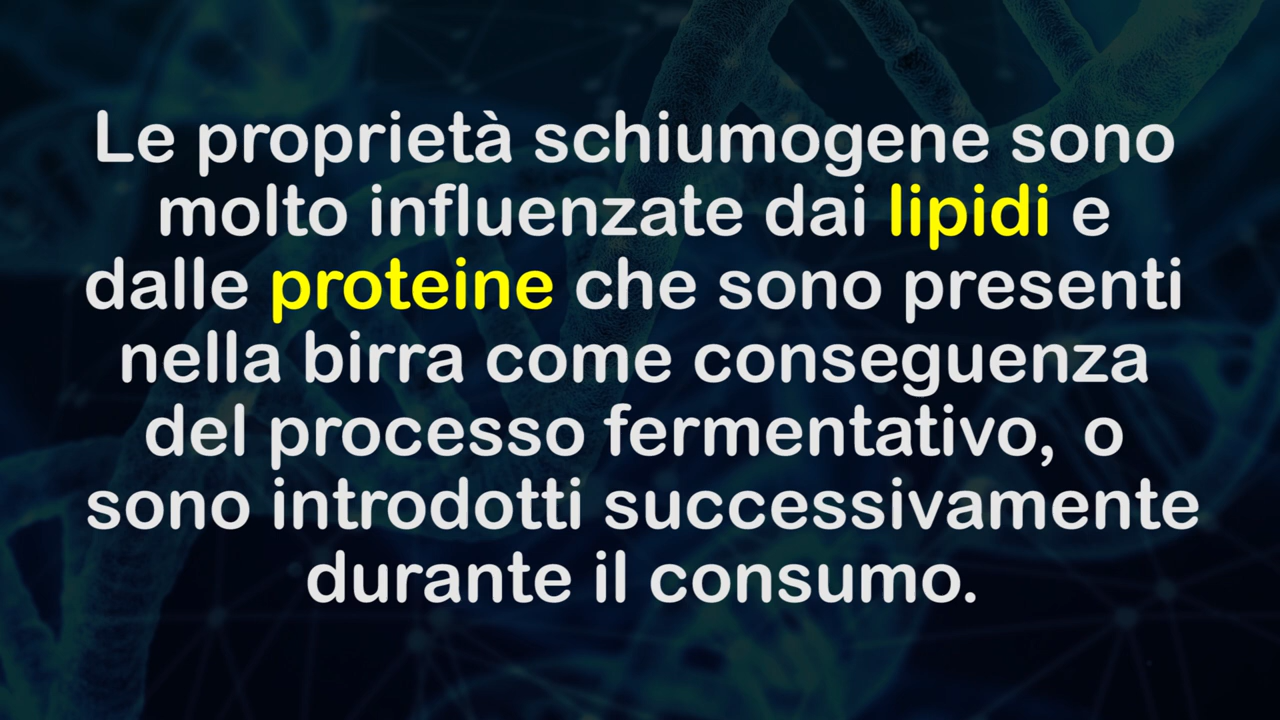 Le proprietà schiumogene sono
molto influenzate dai lipidi e
dalle proteine che sono presenti
nella birra come conseguenza
del processo fermentativo, o
sono introdotti successivamente
durante il consumo.